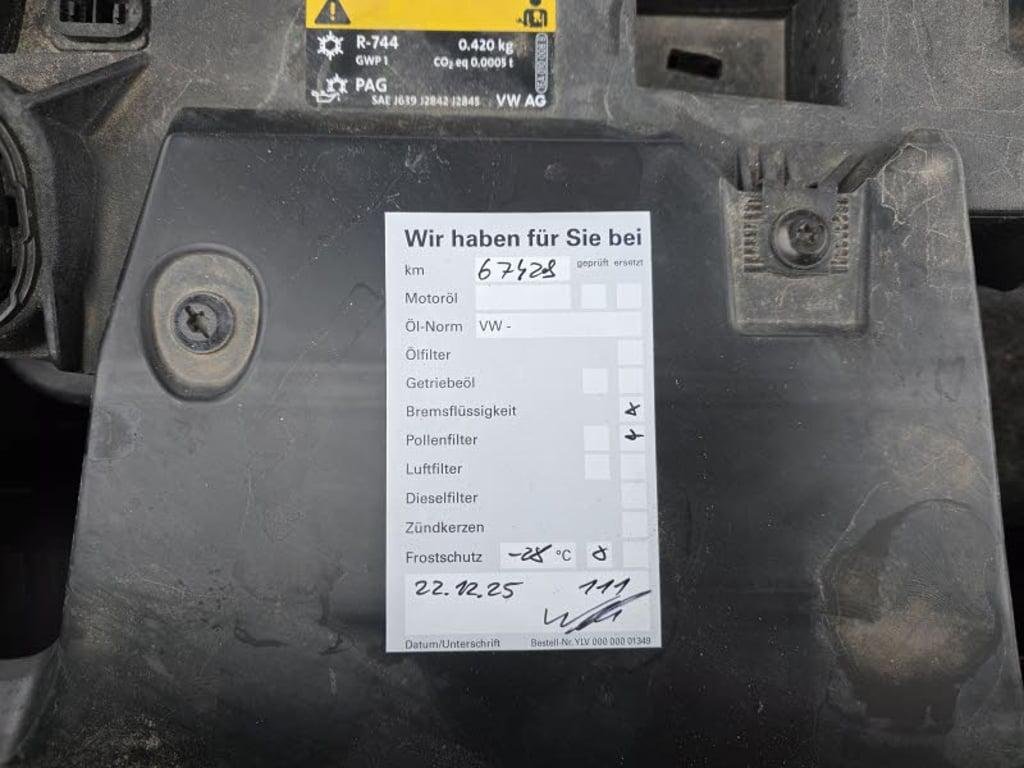 R-744 0.420 kg
GWP 1 CO₂ eq 0,0005 t
PAG
SAE J639 J2842 J2845 VW AG
Wir haben für Sie bei
km 67428 geprüft ersetzt
Motoröl
Öl-Norm VW -
Ölfilter
Getriebeöl
Bremsflüssigkeit x
Pollenfilter x
Luftfilter
Dieselfilter
Zündkerzen
Frostschutz -28 °C x
22.12.25 111
Datum/Unterschrift Bestell-Nr. YLV 000 000 01349